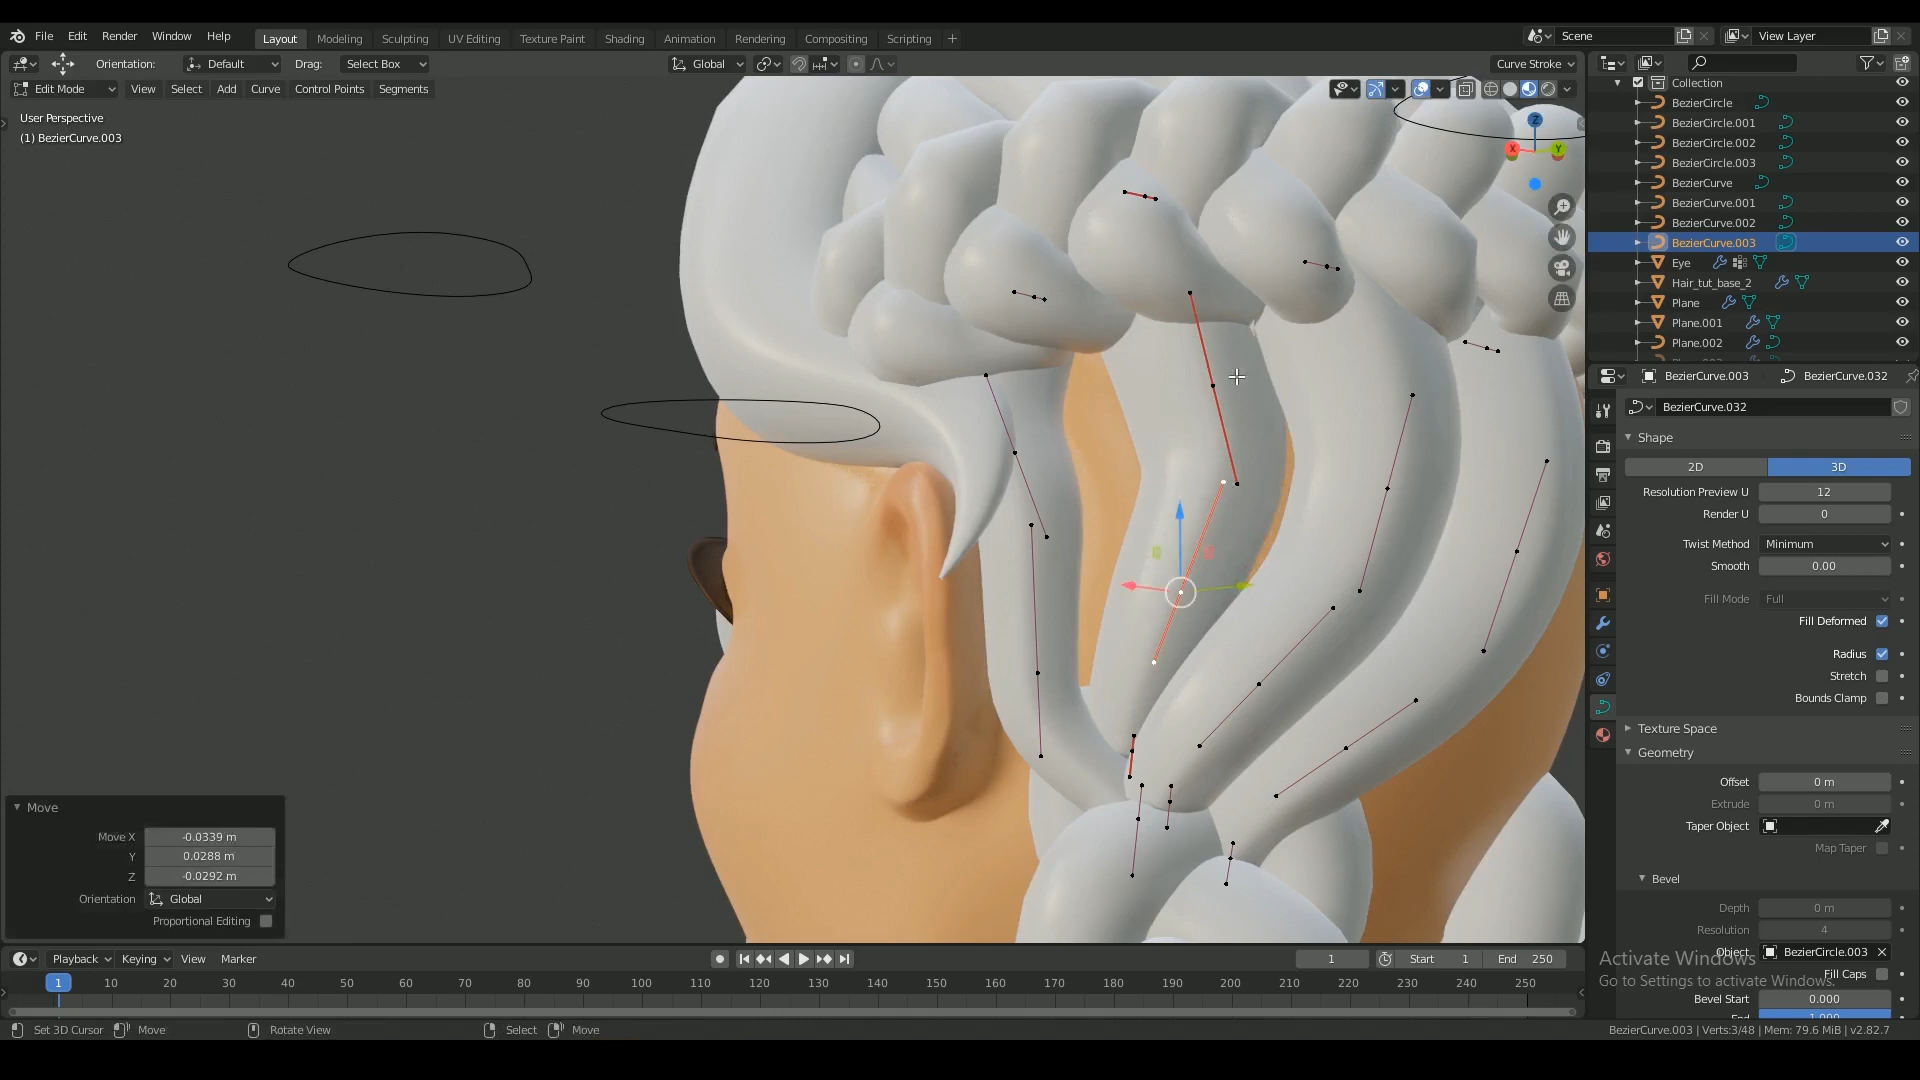 File Edit Render Window Help Layout Modeling Sculpting UV Editing Texture Paint Shading Animation Rendering Compositing Scripting + Scene View Layer
Orientation: Default Drag: Select Box Global Curve Stroke
Edit Mode View Select Add Curve Control Points Segments
User Perspective
(1) BezierCurve.003
Z
X
Y
Collection
BezierCircle
BezierCircle.001
BezierCircle.002
BezierCircle.003
BezierCurve
BezierCurve.001
BezierCurve.002
BezierCurve.003
Eye
Hair_tut_base_2
Plane
Plane.001
Plane.002
BezierCurve.003 BezierCurve.032
BezierCurve.032
Shape
2D 3D
Resolution Preview U 12
Render U 0
Twist Method Minimum
Smooth 0.00
Fill Mode Full
Fill Deformed
Radius
Stretch
Bounds Clamp
Texture Space
Geometry
Offset 0 m
Extrude 0 m
Taper Object
Map Taper
Bevel
Depth 0 m
Resolution 4
Object BezierCircle.003
Fill Caps
Bevel Start 0.000
End 1.000
Activate Windows
Go to Settings to activate Windows.
Move
Move X -0.0339 m
Y 0.0288 m
Z -0.0292 m
Orientation Global
Proportional Editing
Playback Keying View Marker 1 Start 1 End 250
1 10 20 30 40 50 60 70 80 90 100 110 120 130 140 150 160 170 180 190 200 210 220 230 240 250
Set 3D Cursor Move Rotate View Select Move BezierCurve.003 | Verts:3/48 | Mem: 79.6 MiB | v2.82.7